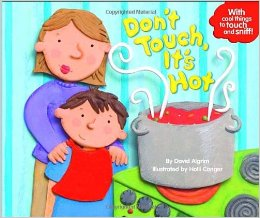 Don't
Touch,
It's
Hot
With
cool things
to touch
and sniff!
By David Algrim
Illustrated by Holli Conger